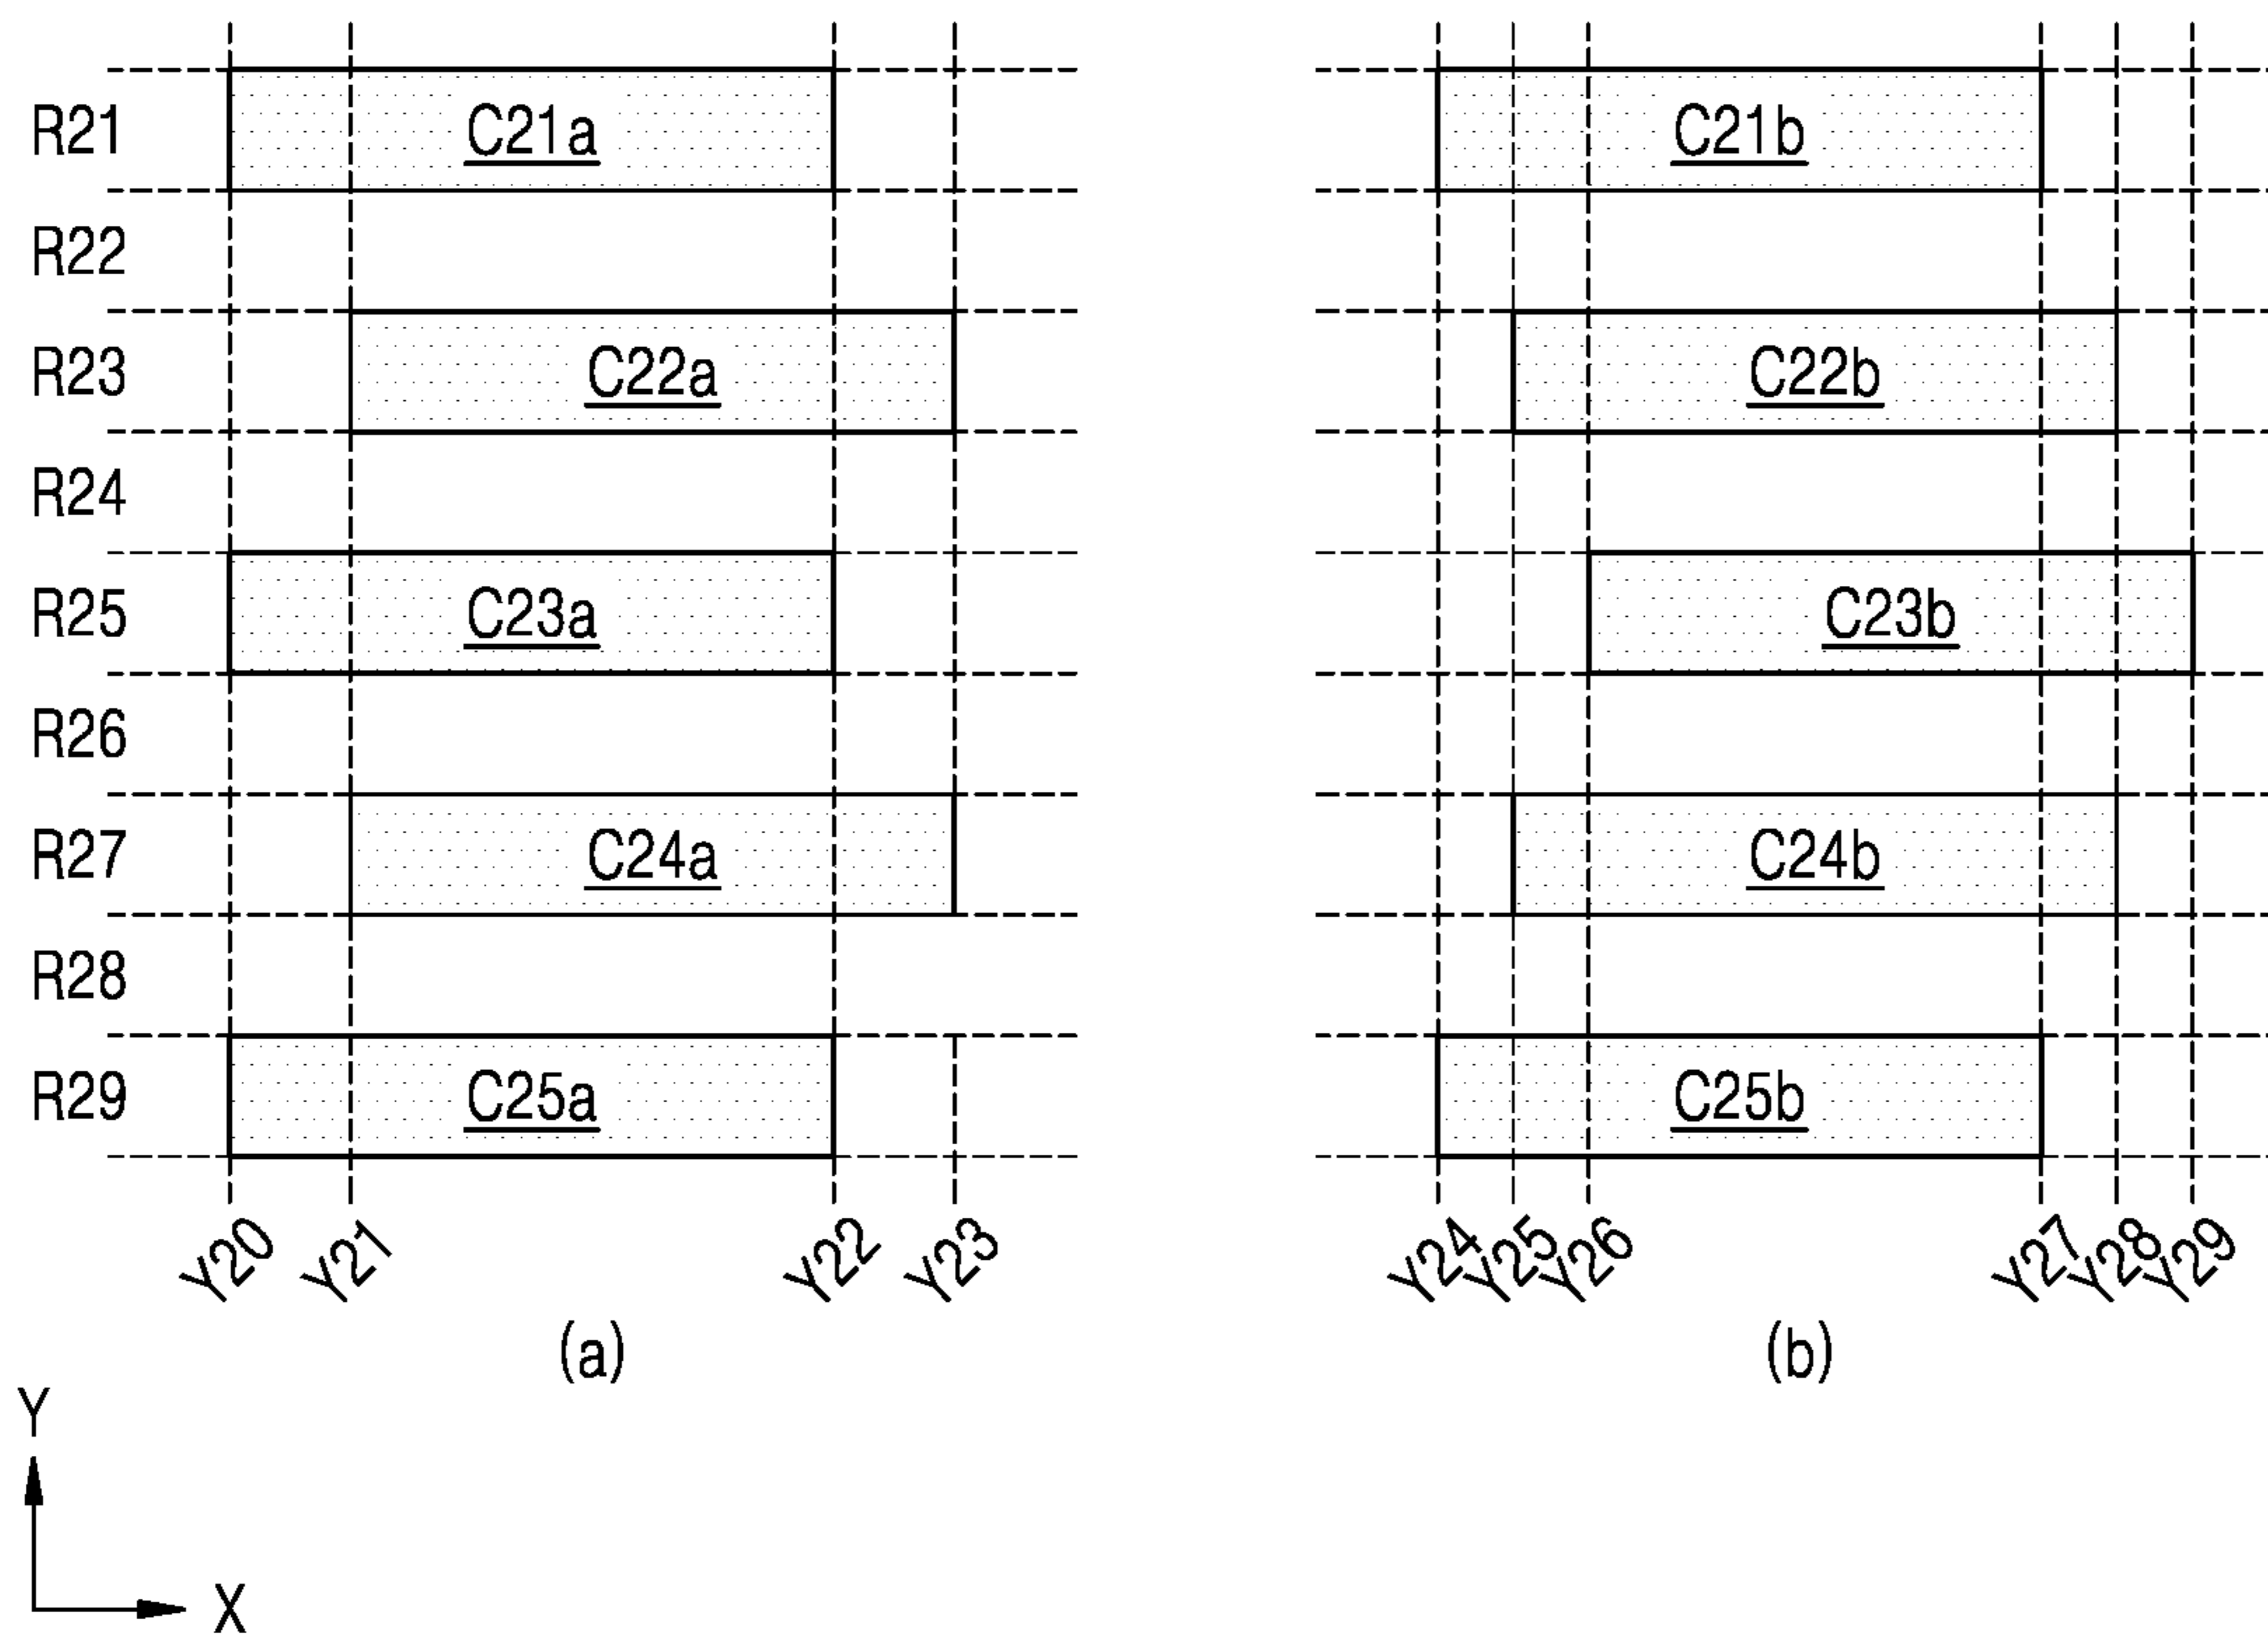 R21 C21a C21b
R22
R23 C22a C22b
R24
R25 C23a C23b
R26
R27 C24a C24b
R28
R29 C25a C25b
Y20 Y21 Y22 Y23 Y24 Y25 Y26 Y27 Y28 Y29
(a) (b)
Y
X